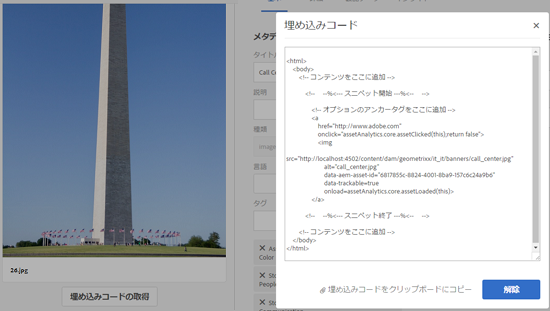 26.jpg
埋め込みコードの取得
メタデ
タイトル
Call Ce
説明
種類
image
言語
タグ
× As
Color
× Sto
People
× Sto
埋め込みコード
×
<html>
<body>
<!-- コンテンツをここに追加 -->
<!-- --%<--- スニペット開始 ---%<-- -->
<!-- オプションのアンカータグをここに追加 -->
<a
href="http://www.adobe.com"
onclick="assetAnalytics.core.assetClicked(this);return false">
<img
src="http://localhost:4502/content/dam/geometrixx/it_it/banners/call_center.jpg"
alt="call_center.jpg"
data-aem-asset-id="6817855c-8824-4001-8ba9-157c6c24a9b6"
data-trackable=true
onload=assetAnalytics.core.assetLoaded(this)>
</a>
<!-- --%<--- スニペット終了 ---%<-- -->
<!-- コンテンツをここに追加 -->
</body>
</html>
埋め込みコードをクリップボードにコピー
解除